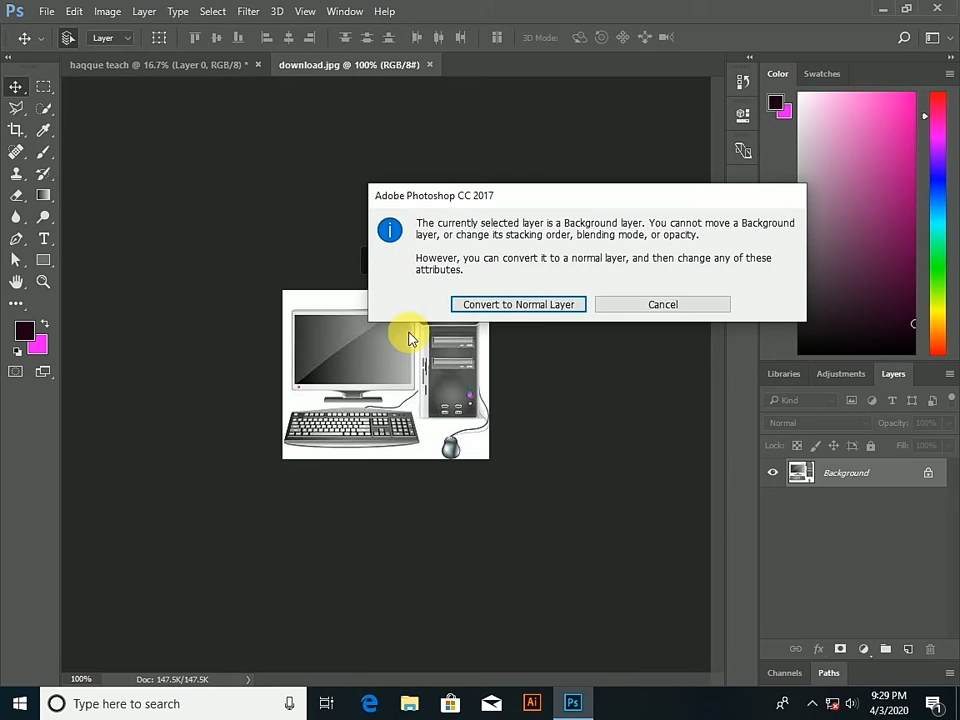 Ps File Edit Image Layer Type Select Filter 3D View Window Help
Layer 3D Mode:
haqque teach @ 16.7% (Layer 0, RGB/8) * × download.jpg @ 100% (RGB/8#) ×
Color Swatches
Adobe Photoshop CC 2017
The currently selected layer is a Background layer. You cannot move a Background
layer, or change its stacking order, blending mode, or opacity.
However, you can convert it to a normal layer, and then change any of these
attributes.
Convert to Normal Layer Cancel
Libraries Adjustments Layers
Kind
Normal Opacity: 100%
Lock: Fill: 100%
Background
Channels Paths
100% Doc: 147.5K/147.5K
Type here to search
Ai Ps
9:29 PM
4/3/2020
1